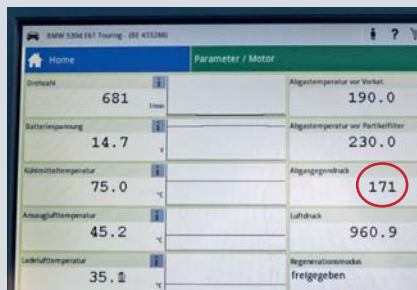 BMW 530d E61 Touring - (BE 433288)
?
Home
Parameter / Motor
Drehzahl
681
1/min
Batteriespannung
14.7
V
Kühlmitteltemperatur
75.0
°C
Ansauglufttemperatur
45.2
°C
Ladelufttemperatur
35.1
°C
Abgastemperatur vor Vorkat.
190.0
Abgastemperatur vor Partikelfilter
230.0
Abgasgegendruck
171
Luftdruck
960.9
Regenerationsmodus
freigegeben